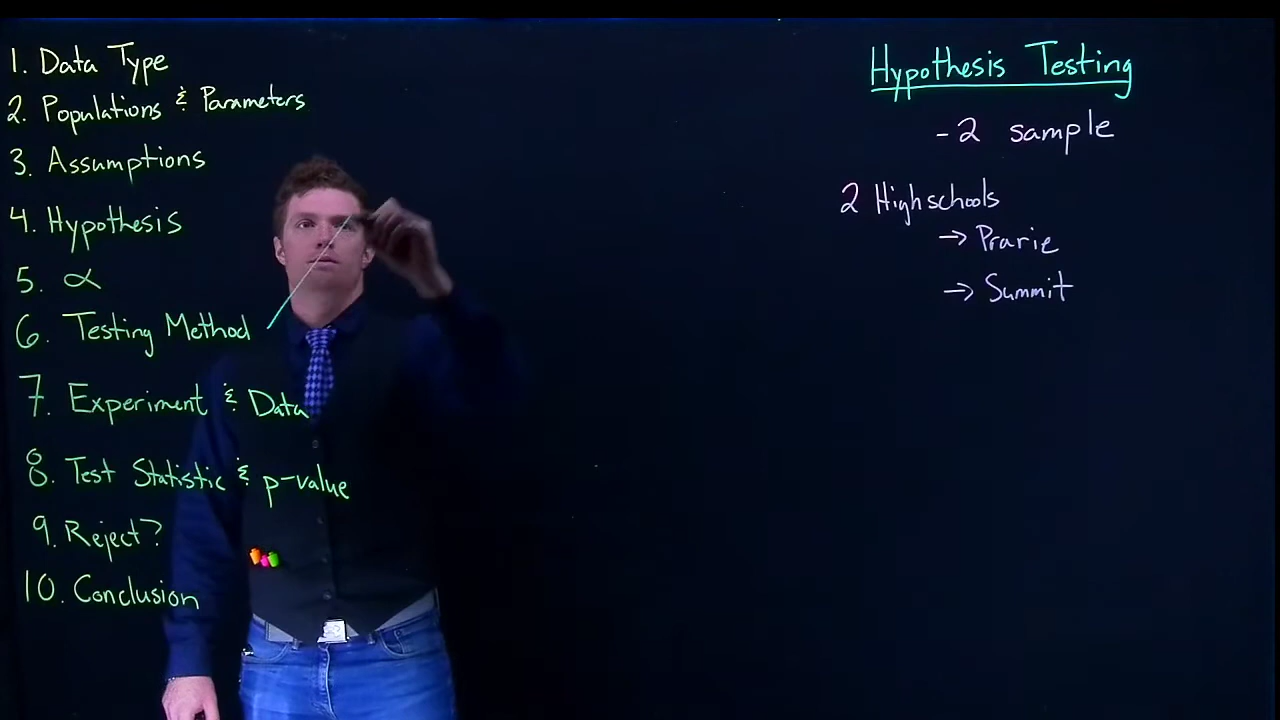 1. Data Type
2. Populations & Parameters
3. Assumptions
4. Hypothesis
5. α
6. Testing Method
7. Experiment & Data
8. Test Statistic & p-value
9. Reject?
10. Conclusion
Hypothesis Testing
- 2 sample
2 Highschools
→ Prarie
→ Summit